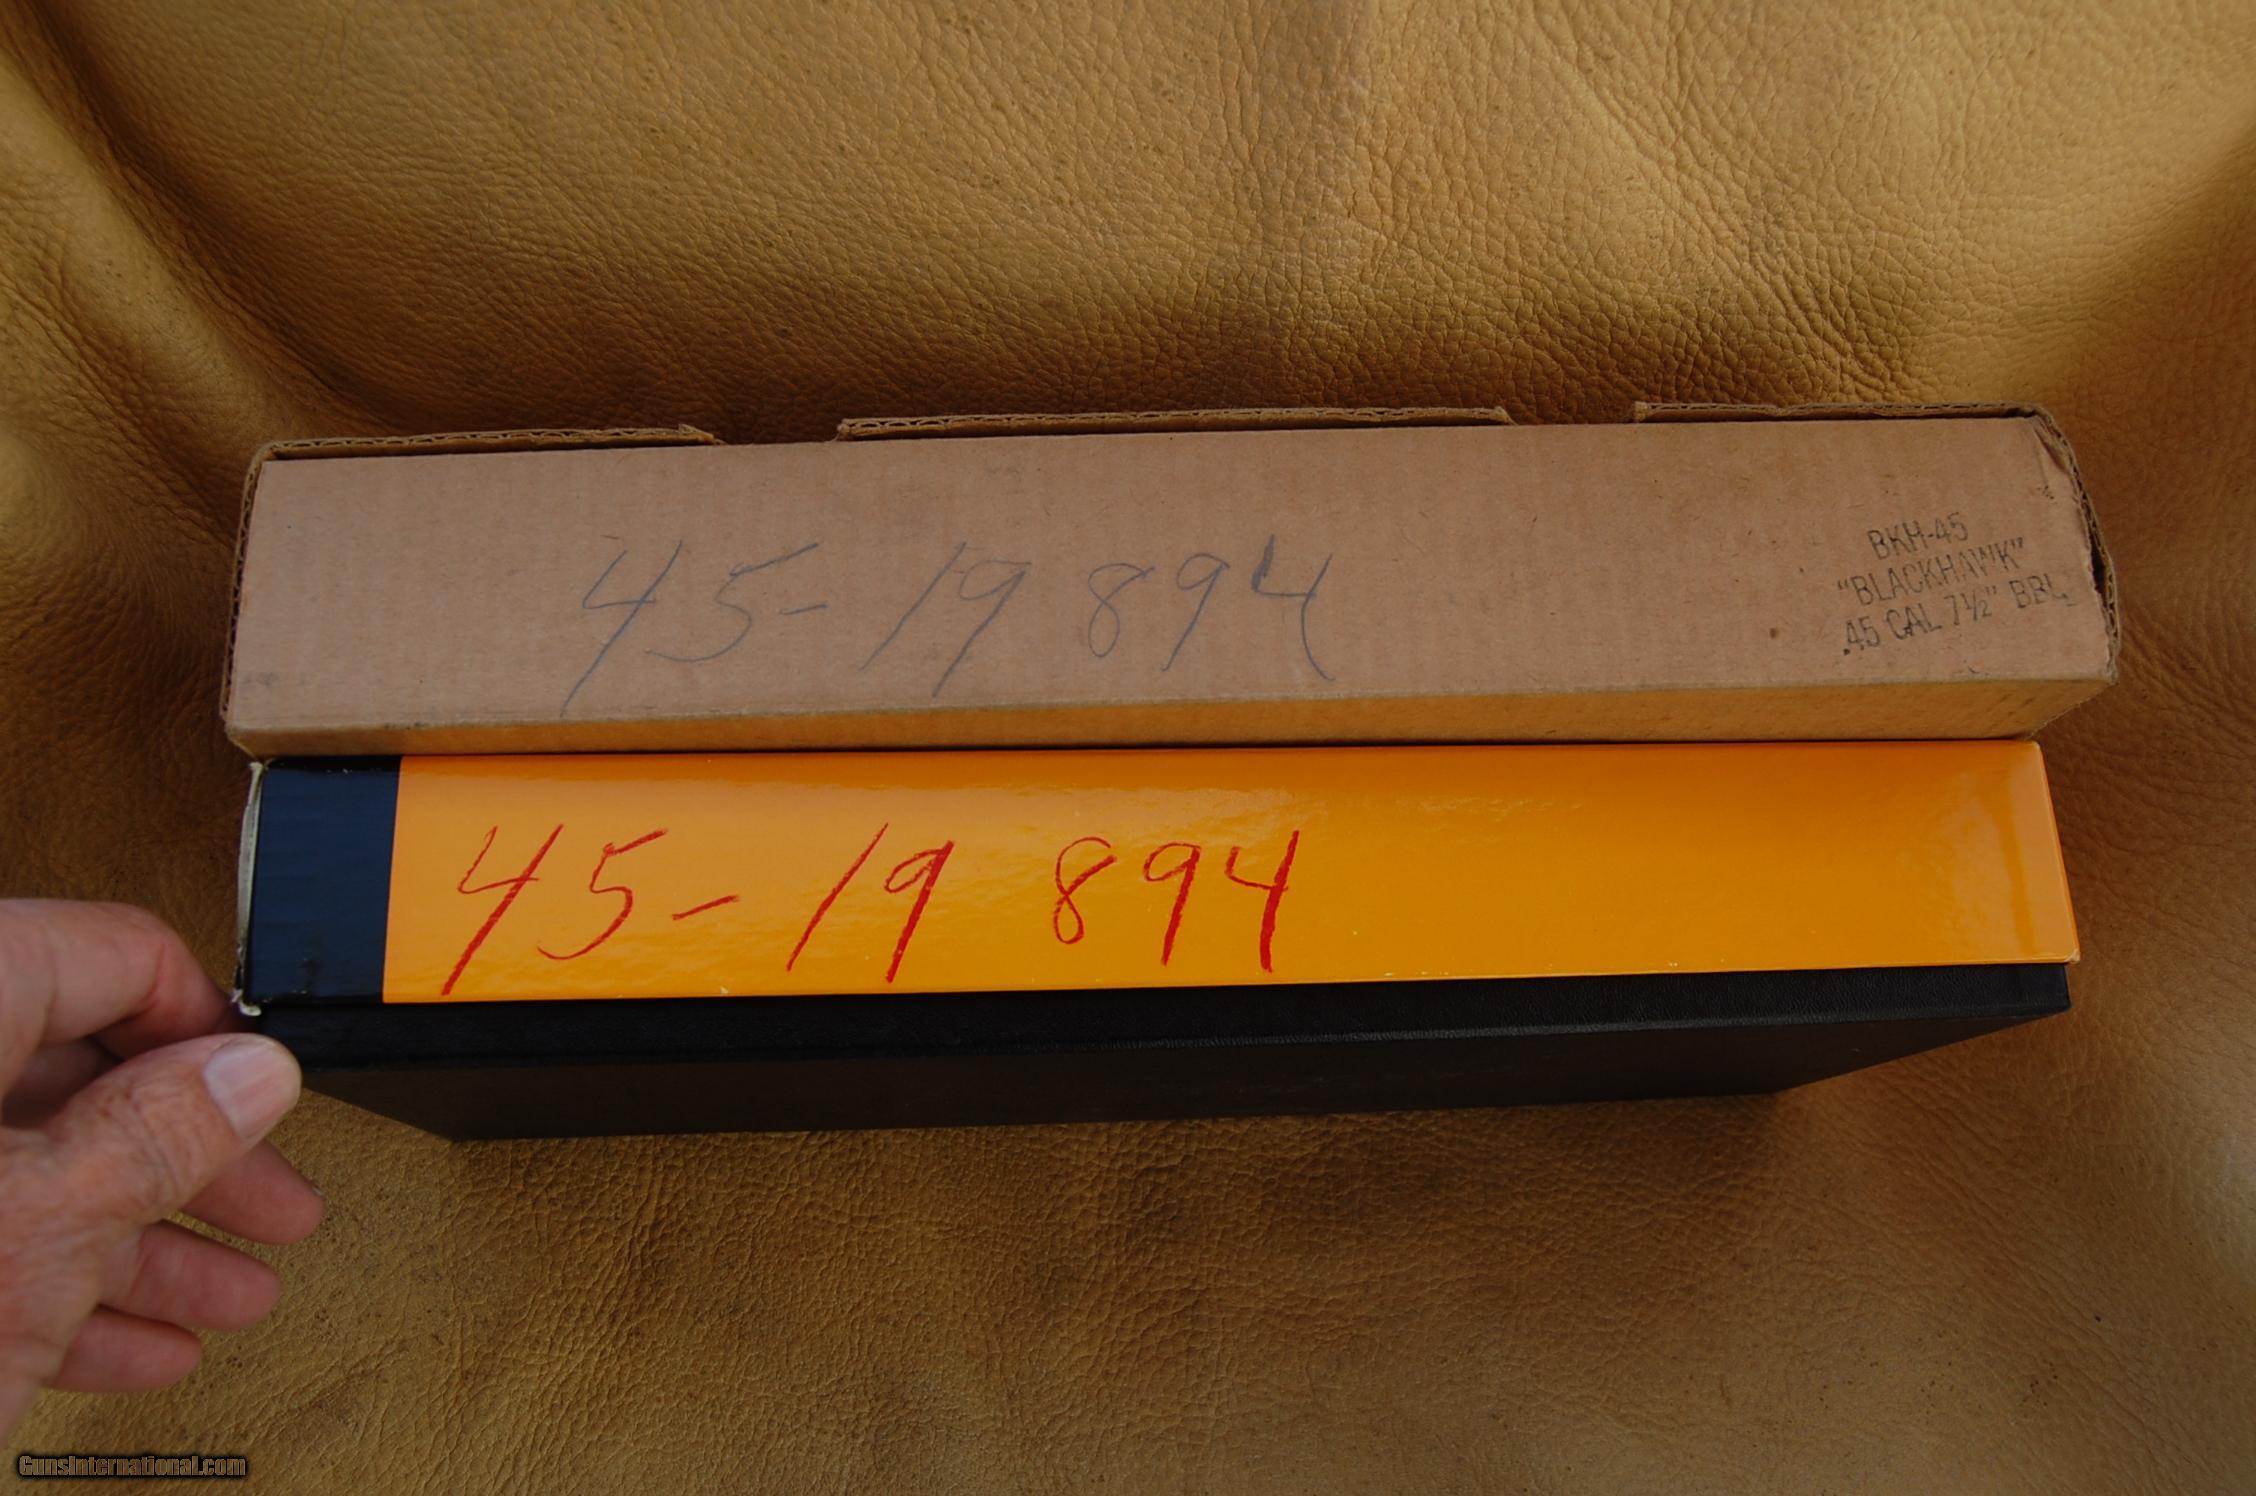 45-19894
BKH-45
"BLACKHAWK"
.45 CAL 7½" BBL
45-19894
GunsInternational.com